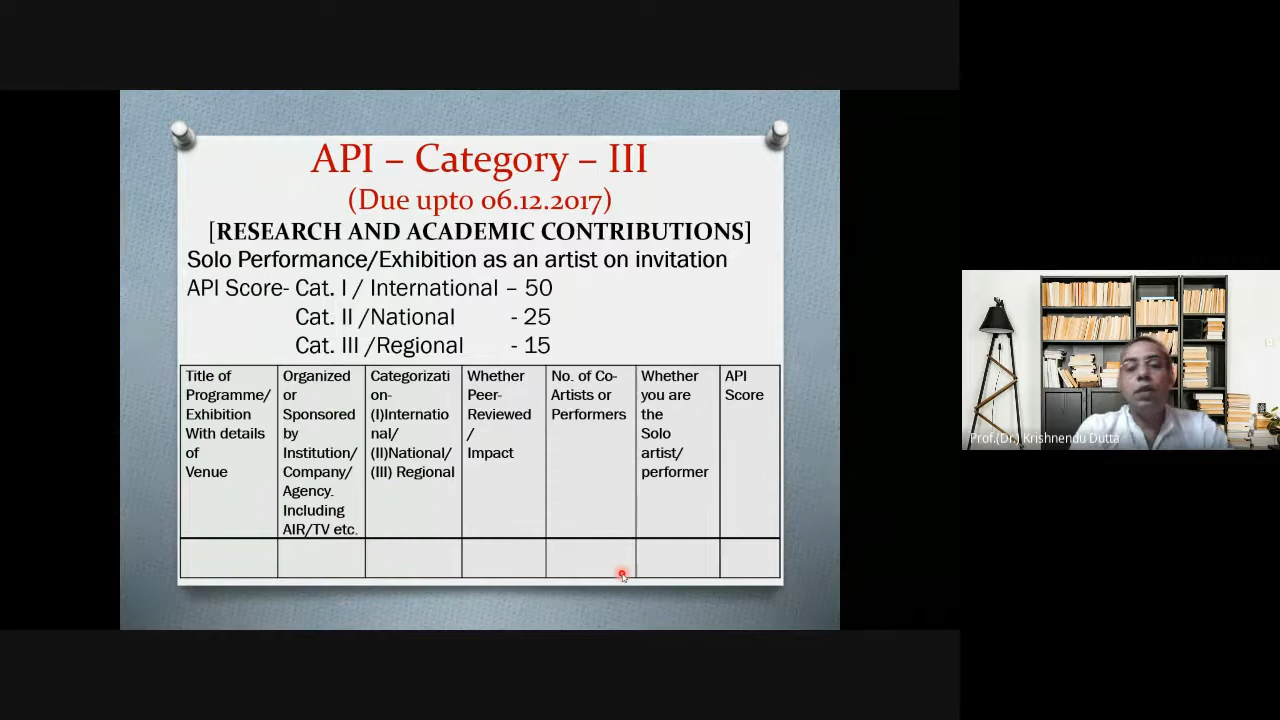 API – Category – III
(Due upto 06.12.2017)
[RESEARCH AND ACADEMIC CONTRIBUTIONS]
Solo Performance/Exhibition as an artist on invitation
API Score- Cat. I / International – 50
Cat. II /National - 25
Cat. III /Regional - 15
Title of
Programme/
Exhibition
With details
of
Venue
Organized
or
Sponsored
by
Institution/
Company/
Agency.
Including
AIR/TV etc.
Categorizati
on-
(I)Internatio
nal/
(II)National/
(III) Regional
Whether
Peer-
Reviewed
/
Impact
No. of Co-
Artists or
Performers
Whether
you are
the
Solo
artist/
performer
API
Score
Prof.(Dr.) Krishnendu Dutta